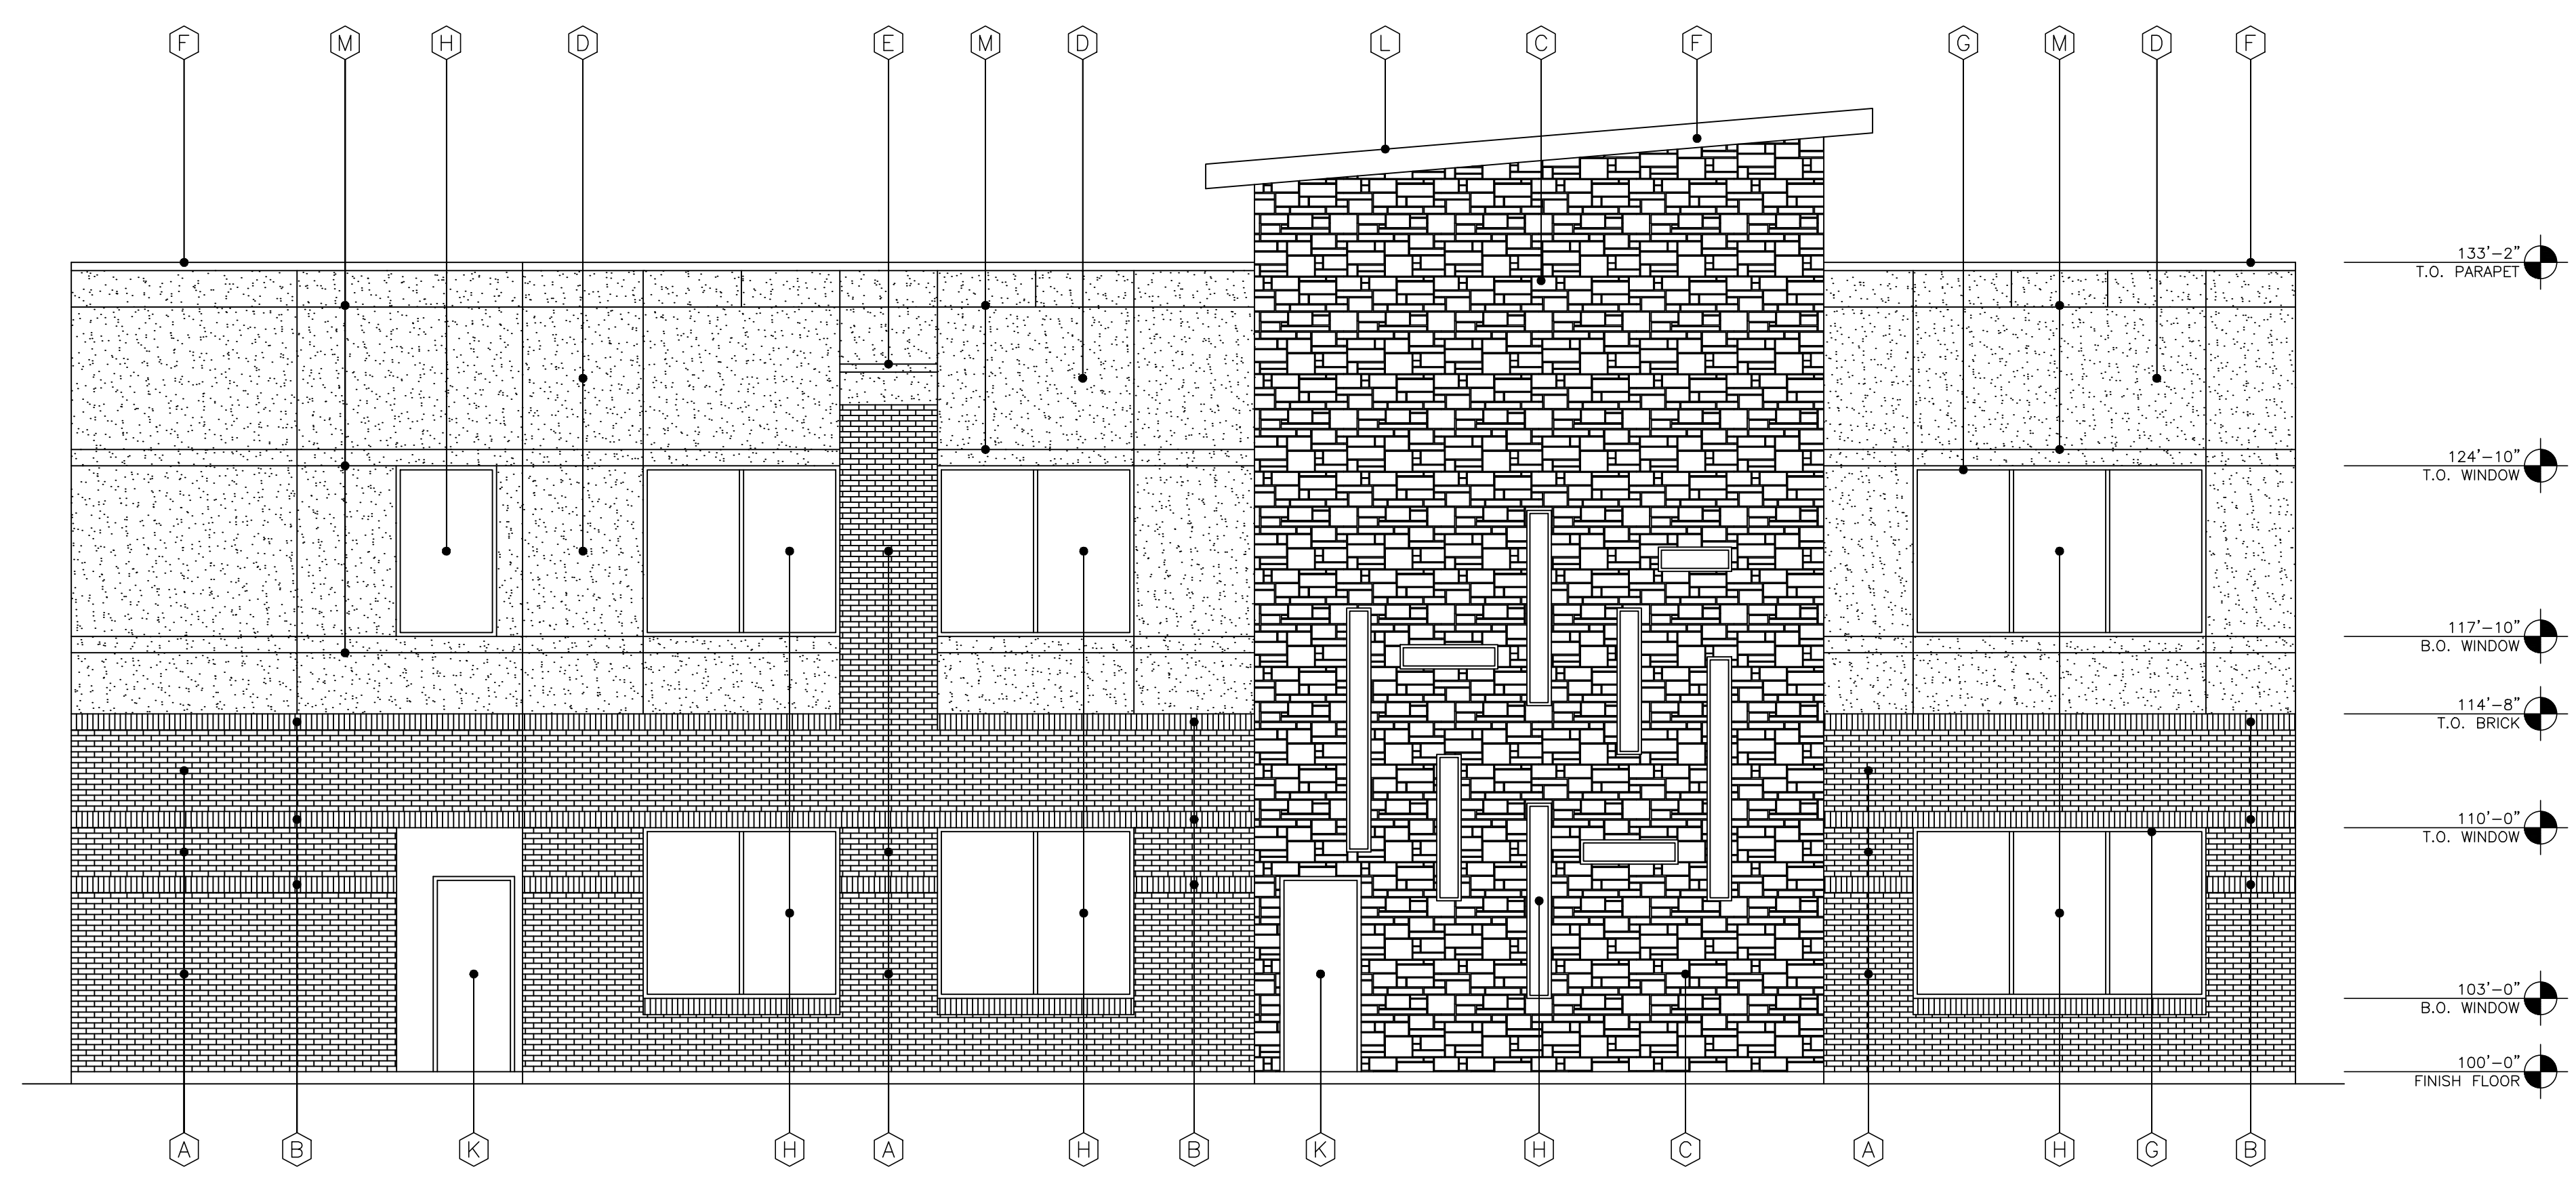 F M H D E M D L C F G M D F
133'-2"
T.O. PARAPET
124'-10"
T.O. WINDOW
117'-10"
B.O. WINDOW
114'-8"
T.O. BRICK
110'-0"
T.O. WINDOW
103'-0"
B.O. WINDOW
100'-0"
FINISH FLOOR
A B K H A H B K H C A H G B